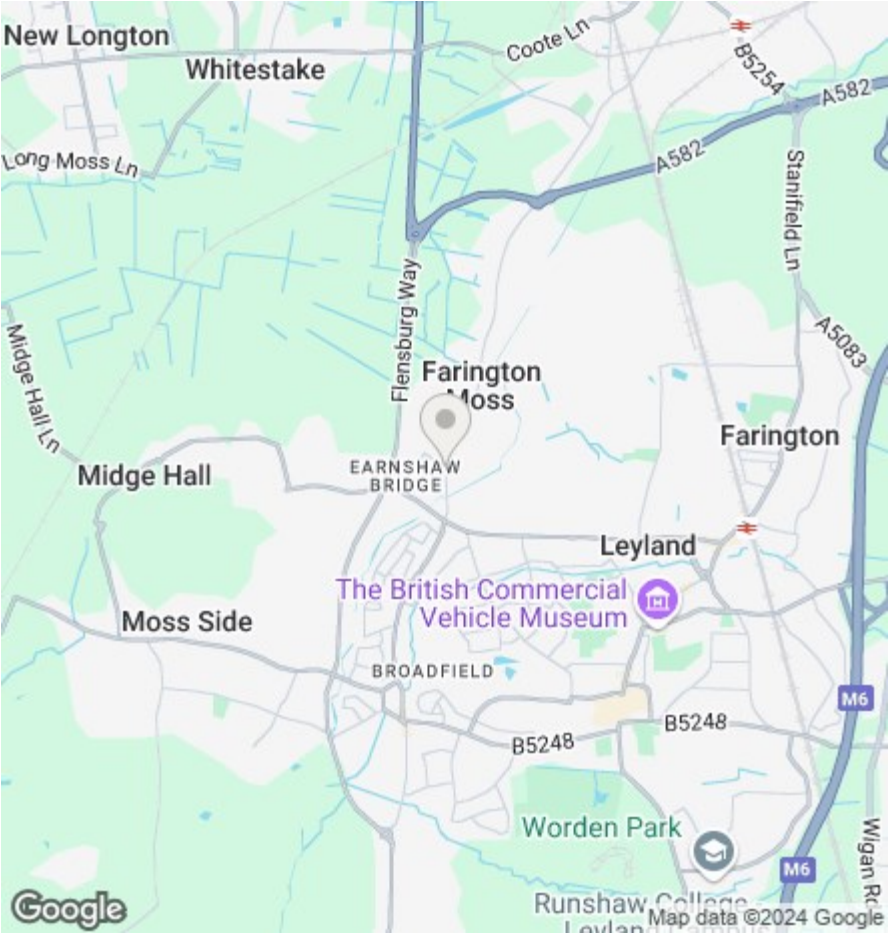 New Longton
Whitestake
Coote Ln
B5254
A582
Long Moss Ln
A582
Stanifield Ln
Flensburg Way
A5083
Midge Hall Ln
Farington
Moss
Farington
EARNSHAW
BRIDGE
Midge Hall
Leyland
The British Commercial
Vehicle Museum
Moss Side
BROADFIELD
M6
B5248
B5248
Worden Park
M6
Wigan Rd
Runshaw College -
Leyland Campus
Google
Map data ©2024 Google